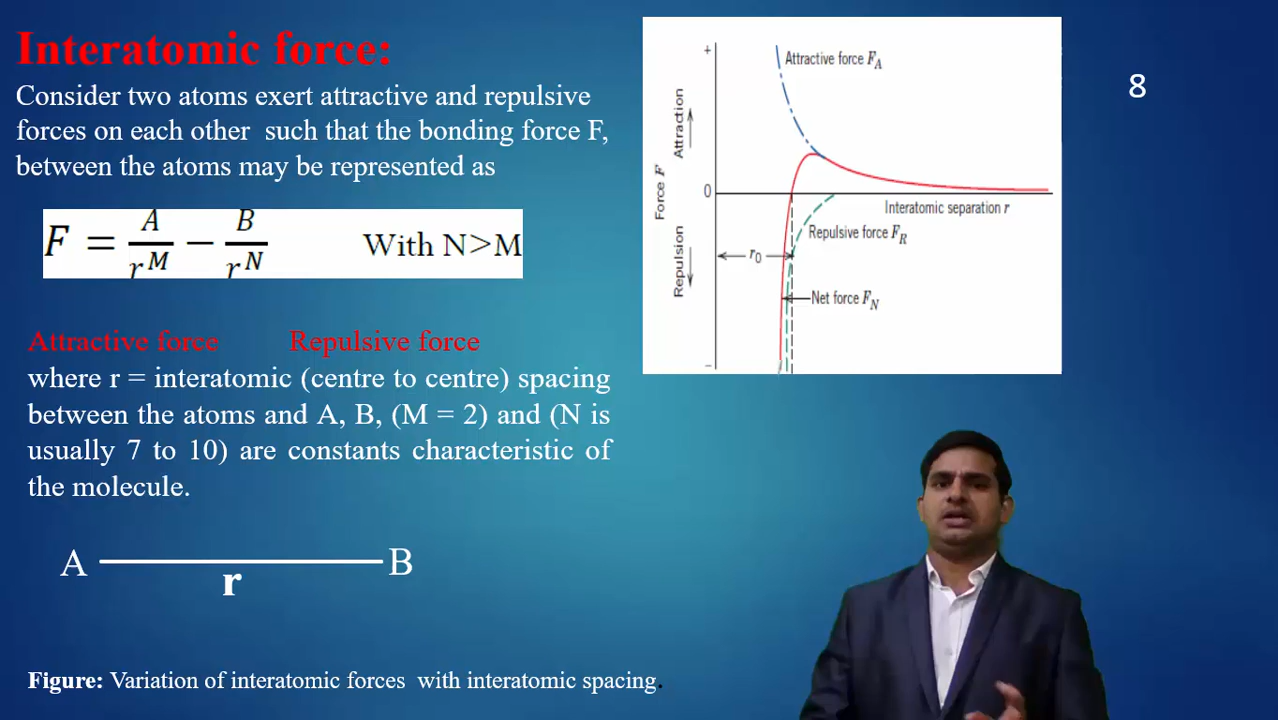 Interatomic force:
Consider two atoms exert attractive and repulsive
forces on each other such that the bonding force F,
between the atoms may be represented as
F = A/r^M − B/r^N With N>M
Attractive force Repulsive force
where r = interatomic (centre to centre) spacing
between the atoms and A, B, (M = 2) and (N is
usually 7 to 10) are constants characteristic of
the molecule.
A B
r
Figure: Variation of interatomic forces with interatomic spacing.
+
Attractive force F_A
Attraction
Force F
0
Interatomic separation r
Repulsive force F_R
Repulsion
r_0
Net force F_N
−
8